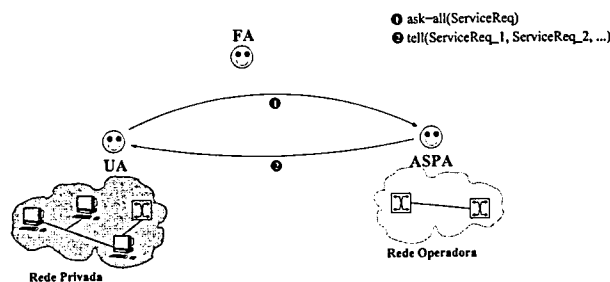 ❶ ask-all(ServiceReq)
❷ tell(ServiceReq_1, ServiceReq_2, ...)
FA
❶
UA
ASPA
❷
Rede Privada
Rede Operadora